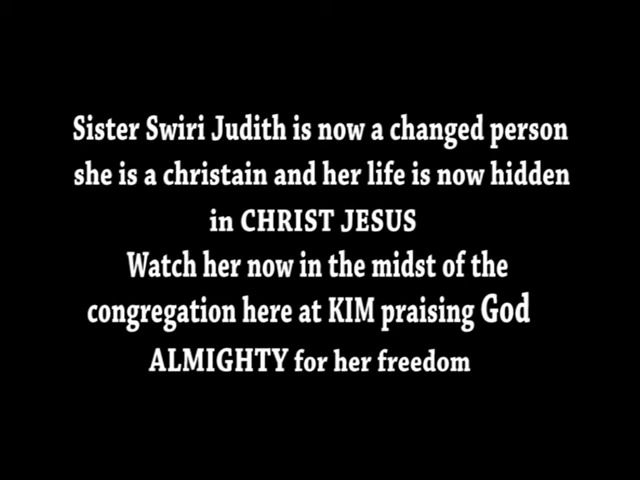 Sister Swiri Judith is now a changed person
she is a christain and her life is now hidden
in CHRIST JESUS
Watch her now in the midst of the
congregation here at KIM praising God
ALMIGHTY for her freedom